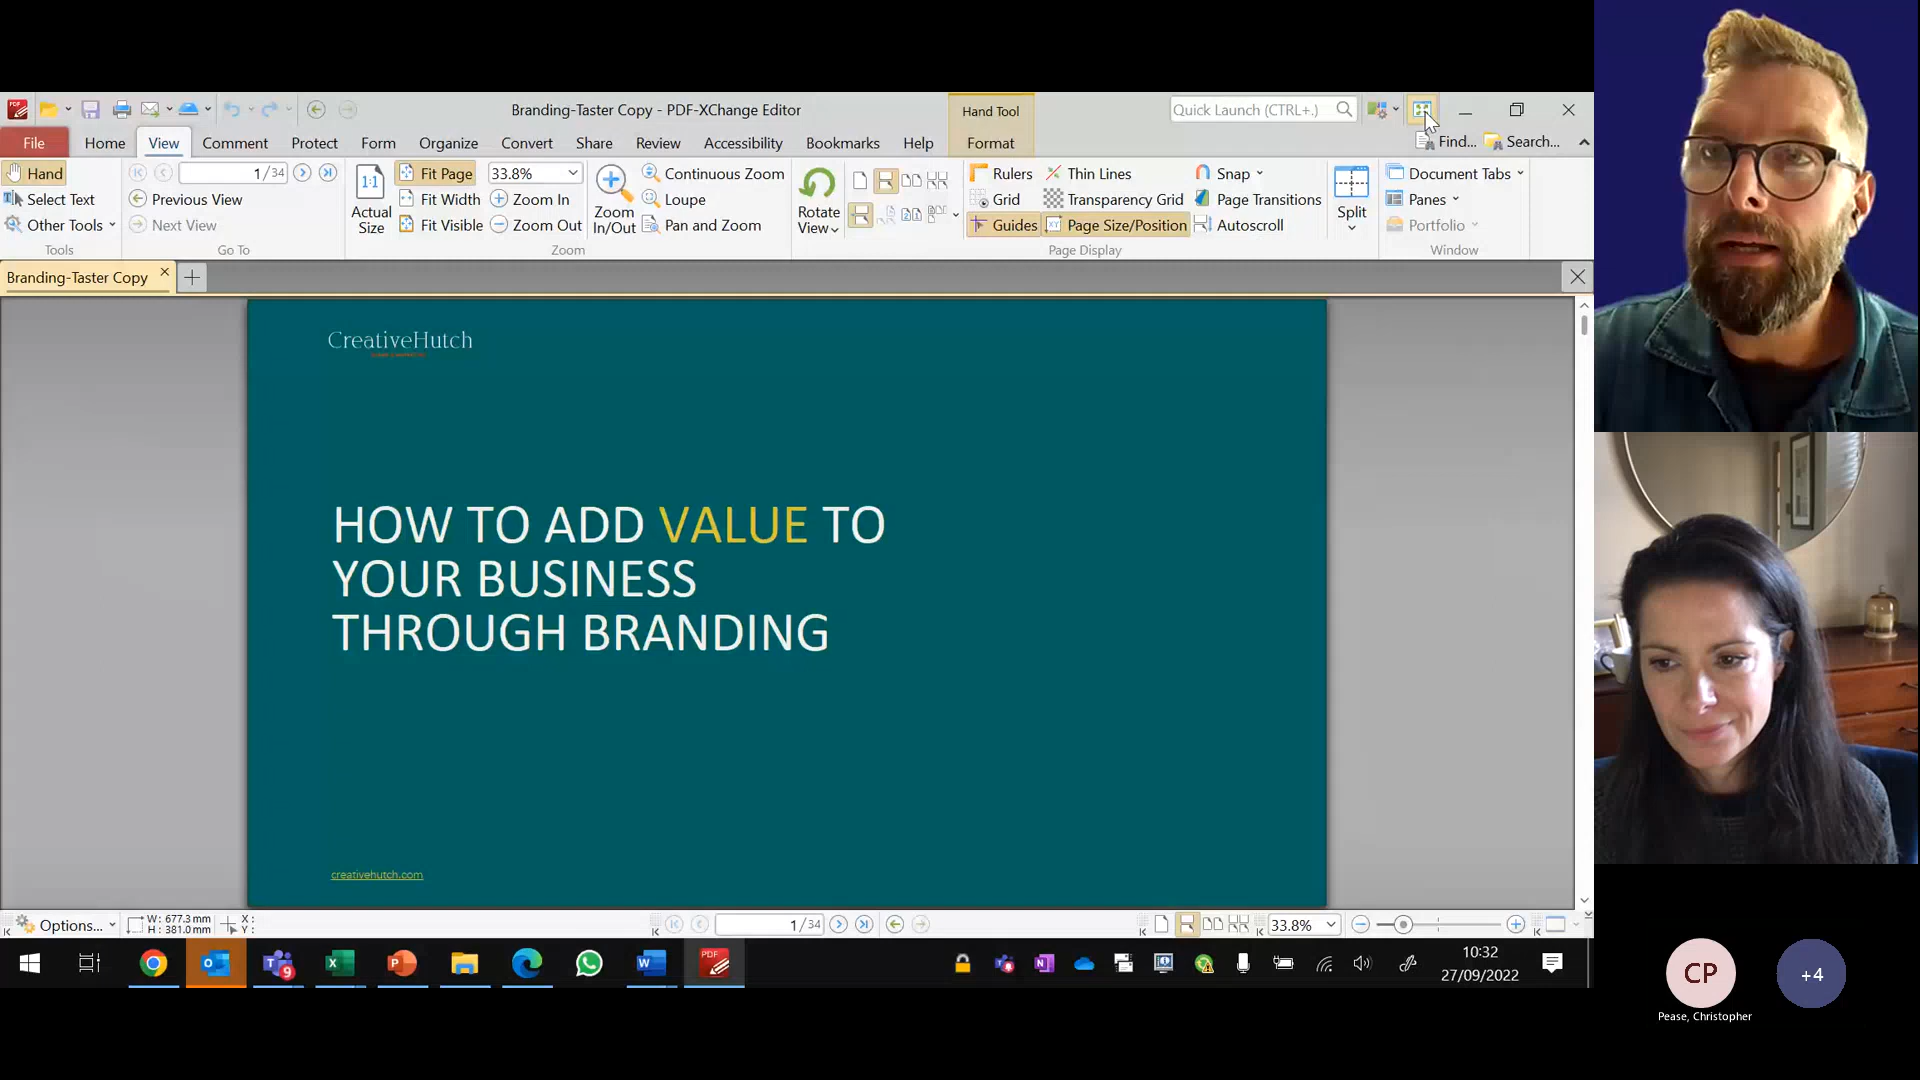 Branding-Taster Copy - PDF-XChange Editor
Hand Tool
Quick Launch (CTRL+.)
File
Home
View
Comment
Protect
Form
Organize
Convert
Share
Review
Accessibility
Bookmarks
Help
Format
Find...
Search...
Hand
Select Text
Other Tools
Tools
1 / 34
Previous View
Next View
Go To
1:1
Actual
Size
Fit Page
Fit Width
Fit Visible
33.8%
Zoom In
Zoom Out
Zoom
In/Out
Continuous Zoom
Loupe
Pan and Zoom
Zoom
Rotate
View
Rulers
Grid
Guides
Thin Lines
Transparency Grid
Page Size/Position
Snap
Page Transitions
Autoscroll
Page Display
Split
Document Tabs
Panes
Portfolio
Window
Branding-Taster Copy
CreativeHutch
HOW TO ADD VALUE TO
YOUR BUSINESS
THROUGH BRANDING
creativehutch.com
Options...
W: 677.3 mm
H: 381.0 mm
X:
Y:
1 / 34
33.8%
9
PDF
10:32
27/09/2022
CP
+4
Pease, Christopher